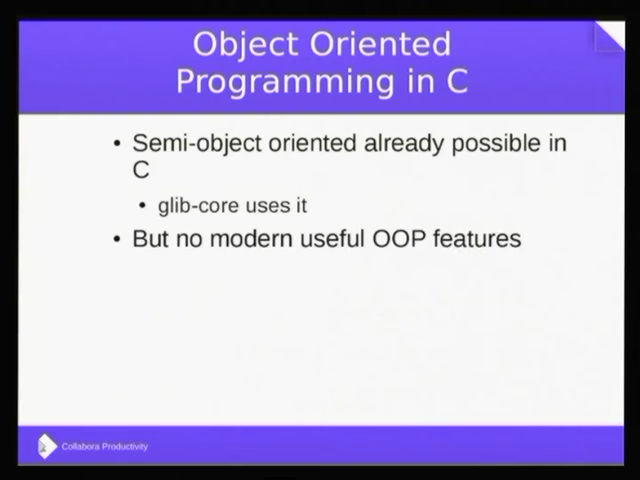 Object Oriented
Programming in C
• Semi-object oriented already possible in
C
• glib-core uses it
• But no modern useful OOP features
Collabora Productivity